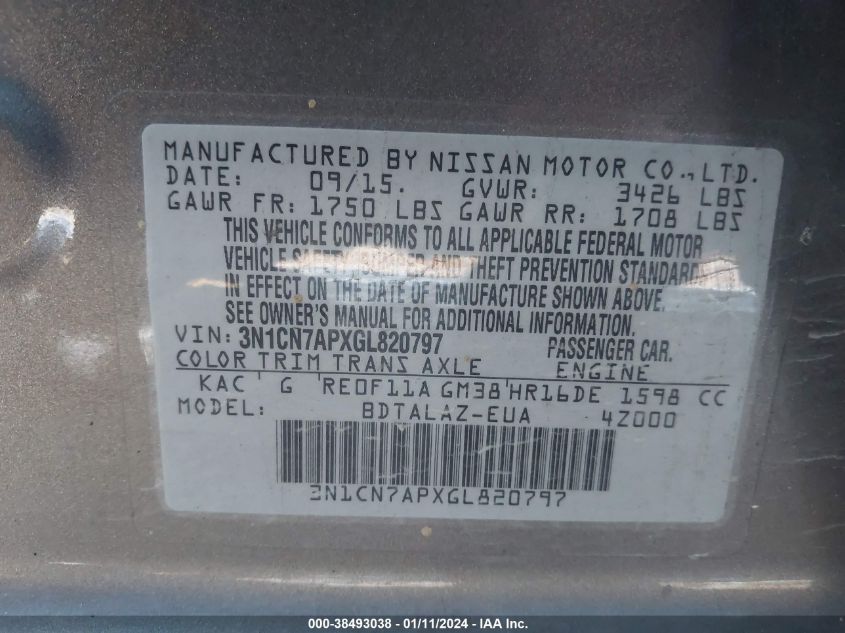 MANUFACTURED BY NISSAN MOTOR CO., LTD.
DATE: 09/15. GVWR: 3426 LBS
GAWR FR: 1750 LBS GAWR RR: 1708 LBS
THIS VEHICLE CONFORMS TO ALL APPLICABLE FEDERAL MOTOR
VEHICLE SAFETY, BUMPER AND THEFT PREVENTION STANDARDS
IN EFFECT ON THE DATE OF MANUFACTURE SHOWN ABOVE.
SEE OWNER'S MANUAL FOR ADDITIONAL INFORMATION.
VIN: 3N1CN7APXGL820797 PASSENGER CAR.
COLOR TRIM TRANS AXLE ENGINE
KAC ' G 'RE0F11A GM38'HR16DE 1598 CC
MODEL: BDTALAZ-EUA 4Z000
3N1CN7APXGL820797
000-38493038 - 01/11/2024 - IAAI.com